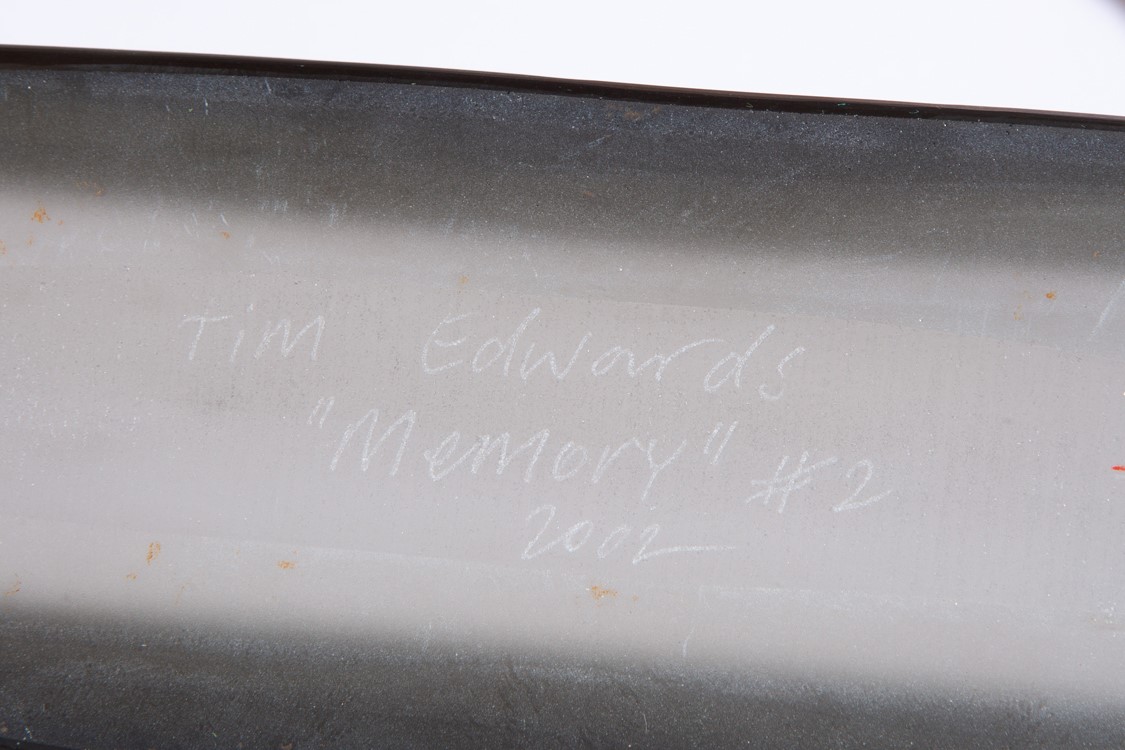 Tim Edwards
"Memory" #2
2002